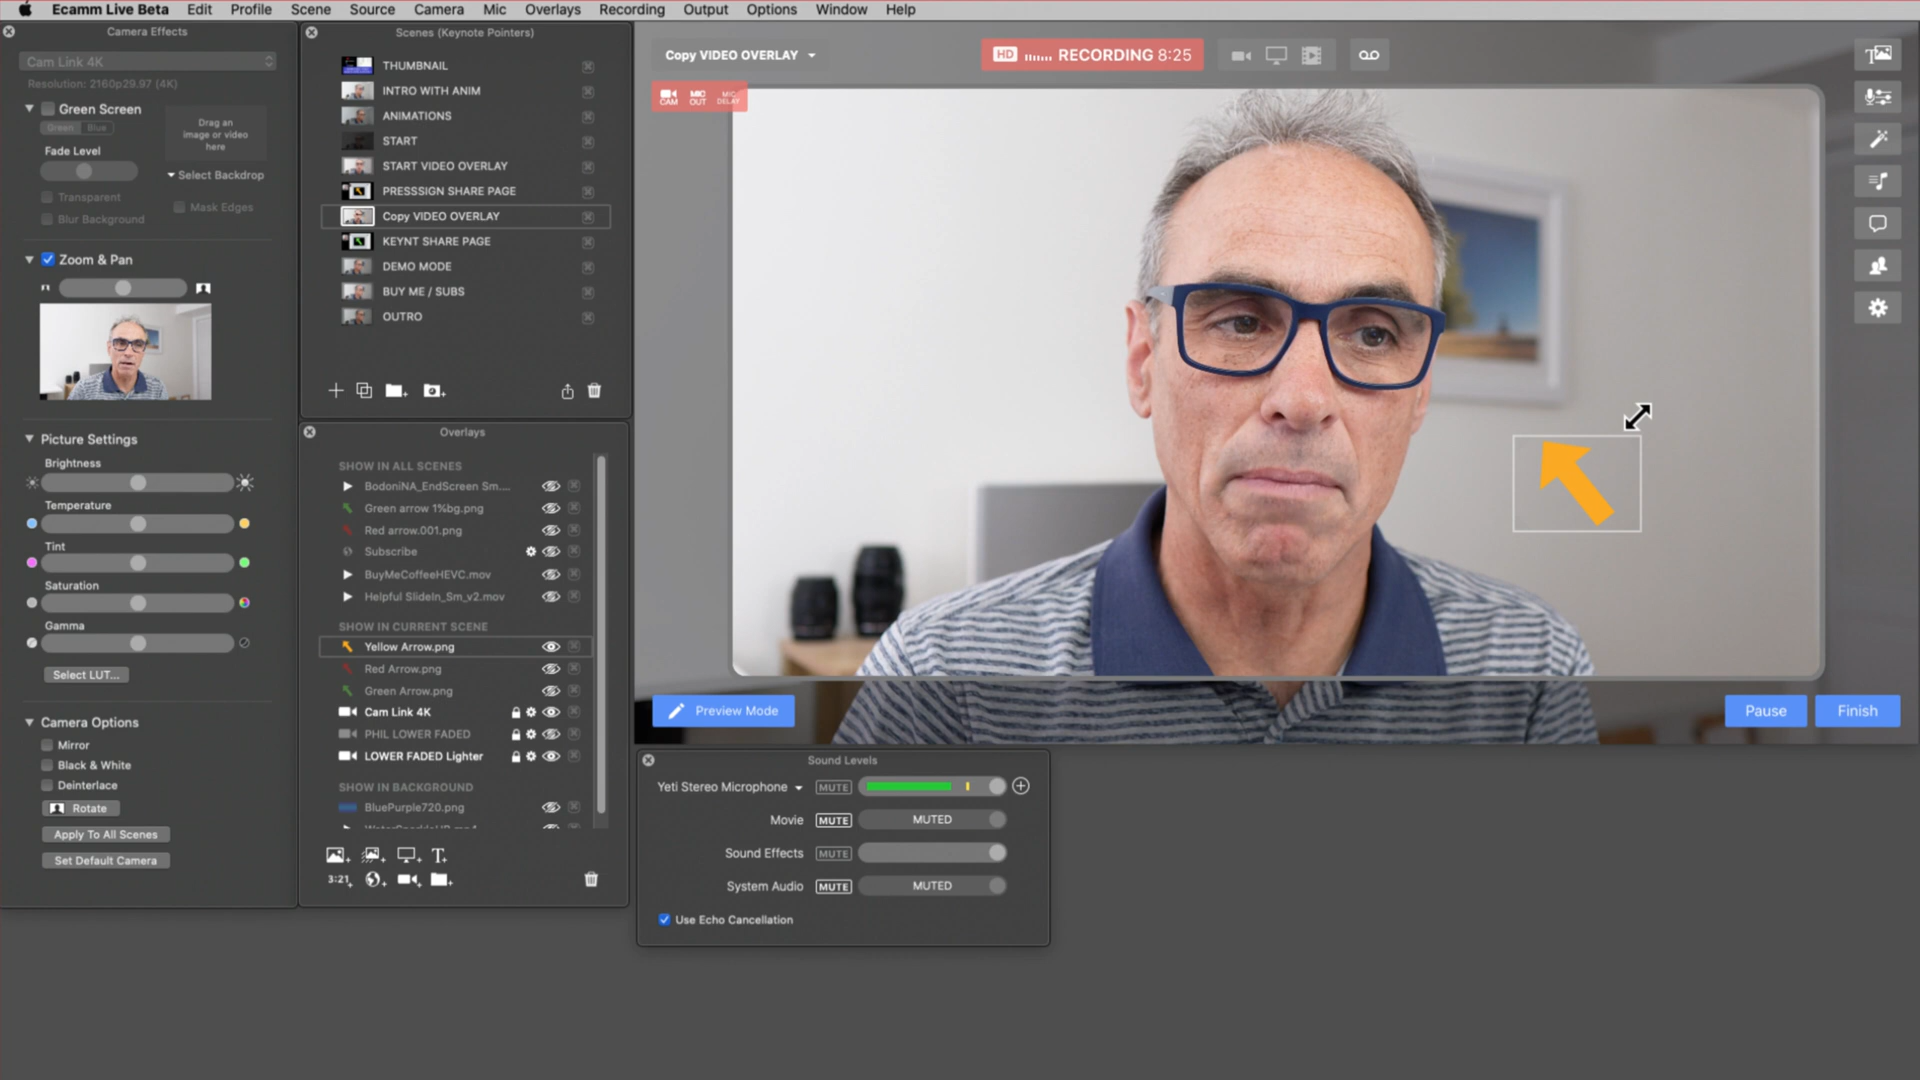 Ecamm Live Beta Edit Profile Scene Source Camera Mic Overlays Recording Output Options Window Help
Camera Effects
Cam Link 4K
Resolution: 2160p29.97 (4K)
Green Screen
Green Blue
Drag an
image or video
here
Fade Level
Select Backdrop
Transparent
Mask Edges
Blur Background
Zoom & Pan
Picture Settings
Brightness
Temperature
Tint
Saturation
Gamma
Select LUT...
Camera Options
Mirror
Black & White
Deinterlace
Rotate
Apply To All Scenes
Set Default Camera
Scenes (Keynote Pointers)
THUMBNAIL
INTRO WITH ANIM
ANIMATIONS
START
START VIDEO OVERLAY
PRESSSIGN SHARE PAGE
Copy VIDEO OVERLAY
KEYNT SHARE PAGE
DEMO MODE
BUY ME / SUBS
OUTRO
Overlays
SHOW IN ALL SCENES
BodoniNA_EndScreen Sm....
Green arrow 1%bg.png
Red arrow.001.png
Subscribe
BuyMeCoffeeHEVC.mov
Helpful SlideIn_Sm_v2.mov
SHOW IN CURRENT SCENE
Yellow Arrow.png
Red Arrow.png
Green Arrow.png
Cam Link 4K
PHIL LOWER FADED
LOWER FADED Lighter
SHOW IN BACKGROUND
BluePurple720.png
3:21
Copy VIDEO OVERLAY
HD RECORDING 8:25
CAM
MIC OUT
MIC DELAY
Preview Mode
Pause
Finish
Sound Levels
Yeti Stereo Microphone MUTE
Movie MUTE MUTED
Sound Effects MUTE
System Audio MUTE MUTED
Use Echo Cancellation